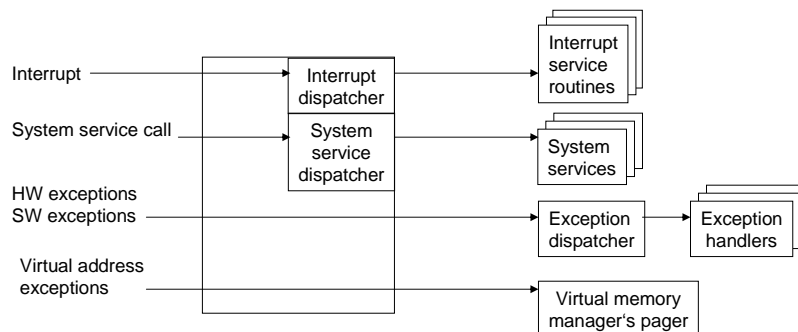 Interrupt
Interrupt
dispatcher
Interrupt
service
routines
System service call
System
service
dispatcher
System
services
HW exceptions
SW exceptions
Exception
dispatcher
Exception
handlers
Virtual address
exceptions
Virtual memory
manager‘s pager